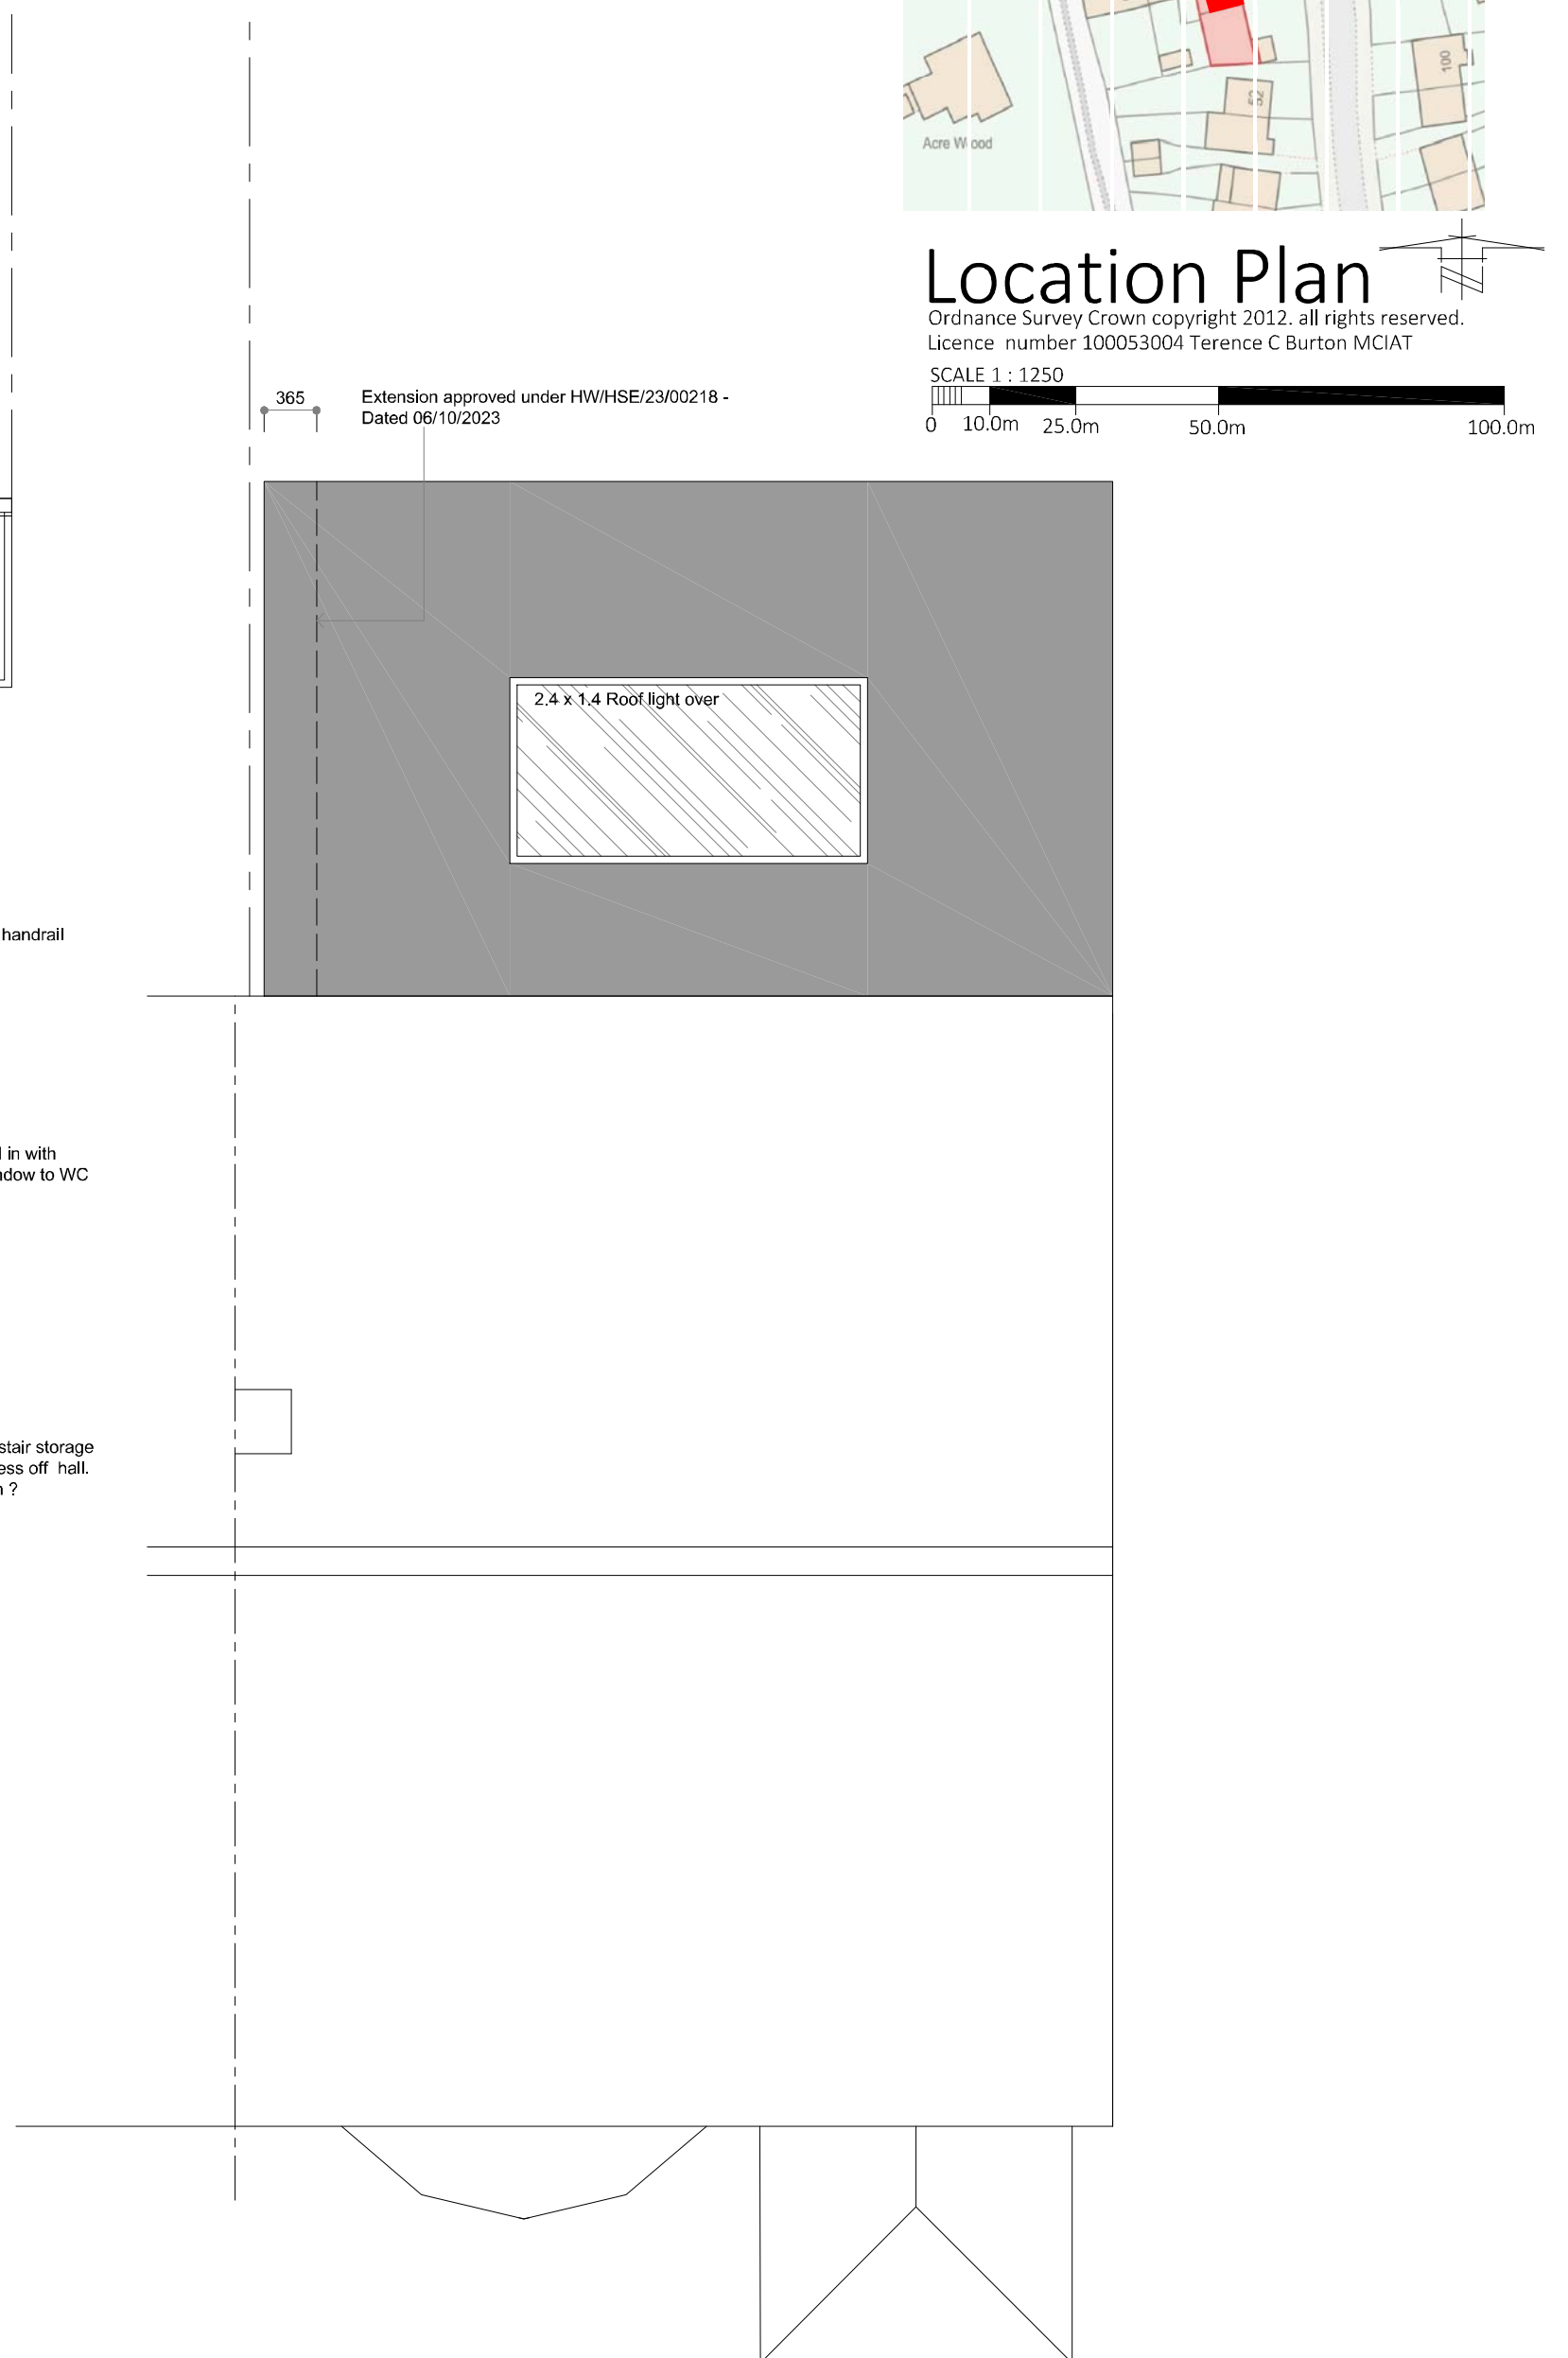 100
52
Acre Wood
Location Plan
N
Ordnance Survey Crown copyright 2012. all rights reserved.
Licence number 100053004 Terence C Burton MCIAT
SCALE 1 : 1250
0 10.0m 25.0m 50.0m 100.0m
365
Extension approved under HW/HSE/23/00218 -
Dated 06/10/2023
2.4 x 1.4 Roof light over
handrail
in with
ndow to WC
stair storage
ess off hall.
?